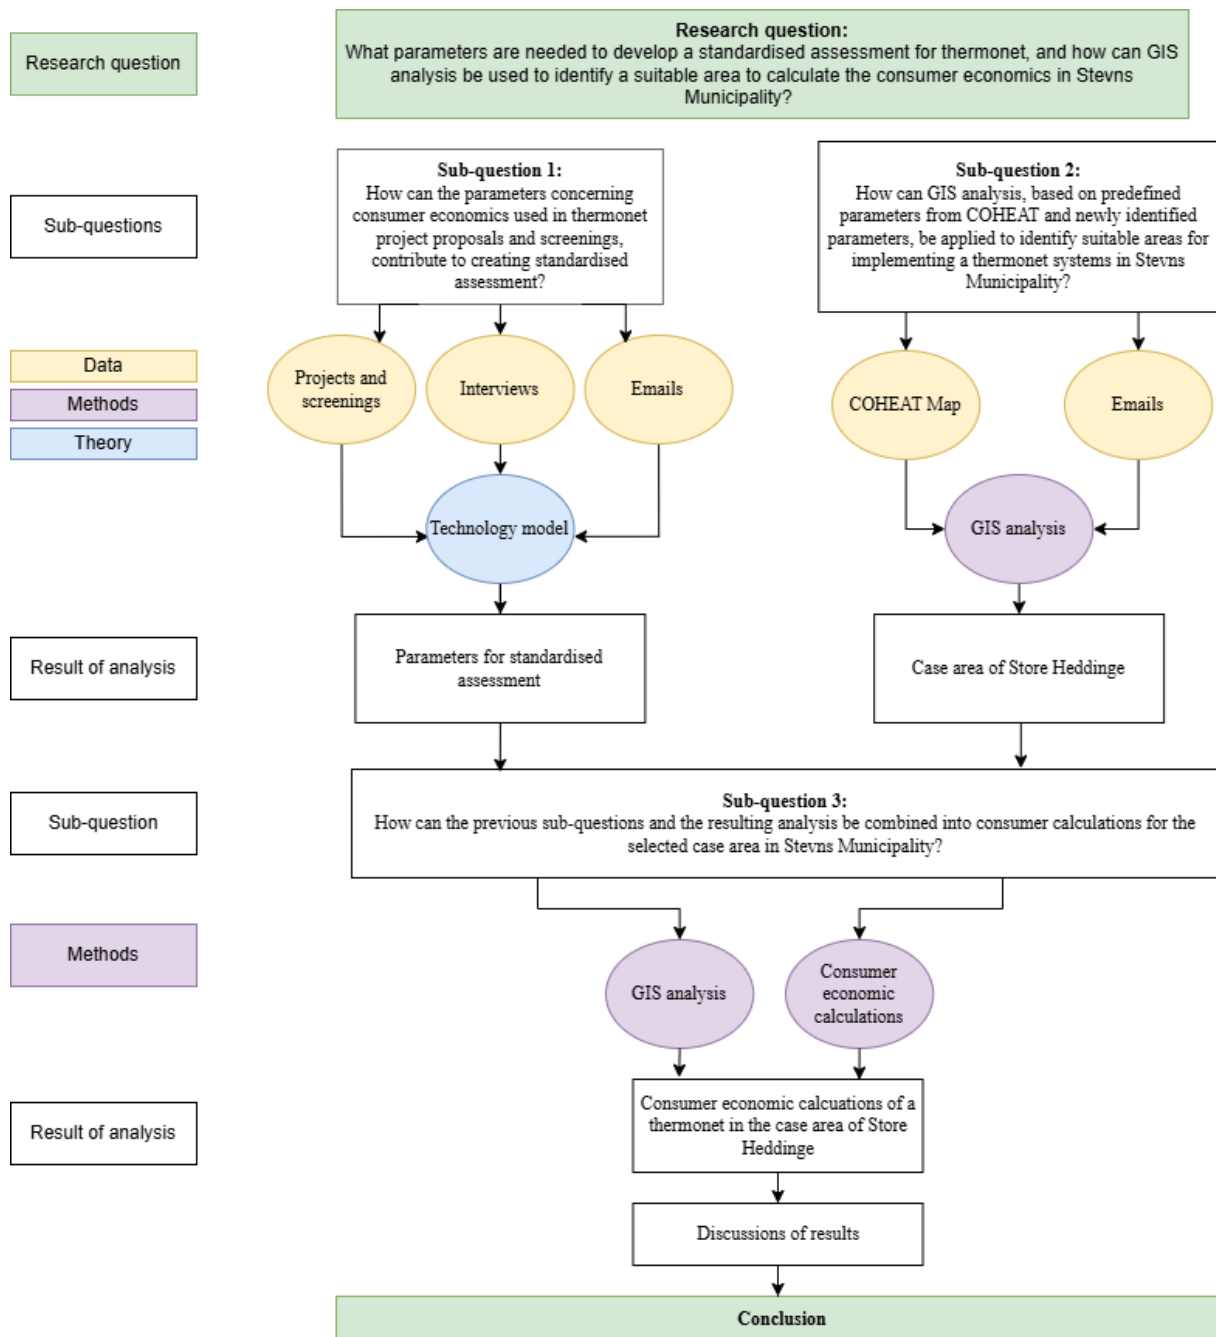 Research question
Research question:
What parameters are needed to develop a standardised assessment for thermonet, and how can GIS
analysis be used to identify a suitable area to calculate the consumer economics in Stevns
Municipality?
Sub-questions
Sub-question 1:
How can the parameters concerning
consumer economics used in thermonet
project proposals and screenings,
contribute to creating standardised
assessment?
Sub-question 2:
How can GIS analysis, based on predefined
parameters from COHEAT and newly identified
parameters, be applied to identify suitable areas for
implementing a thermonet systems in Stevns
Municipality?
Data
Methods
Theory
Projects and
screenings
Interviews
Emails
COHEAT Map
Emails
Technology model
GIS analysis
Result of analysis
Parameters for standardised
assessment
Case area of Store Heddinge
Sub-question
Sub-question 3:
How can the previous sub-questions and the resulting analysis be combined into consumer calculations for the
selected case area in Stevns Municipality?
Methods
GIS analysis
Consumer
economic
calculations
Result of analysis
Consumer economic calcuations of a
thermonet in the case area of Store
Heddinge
Discussions of results
Conclusion